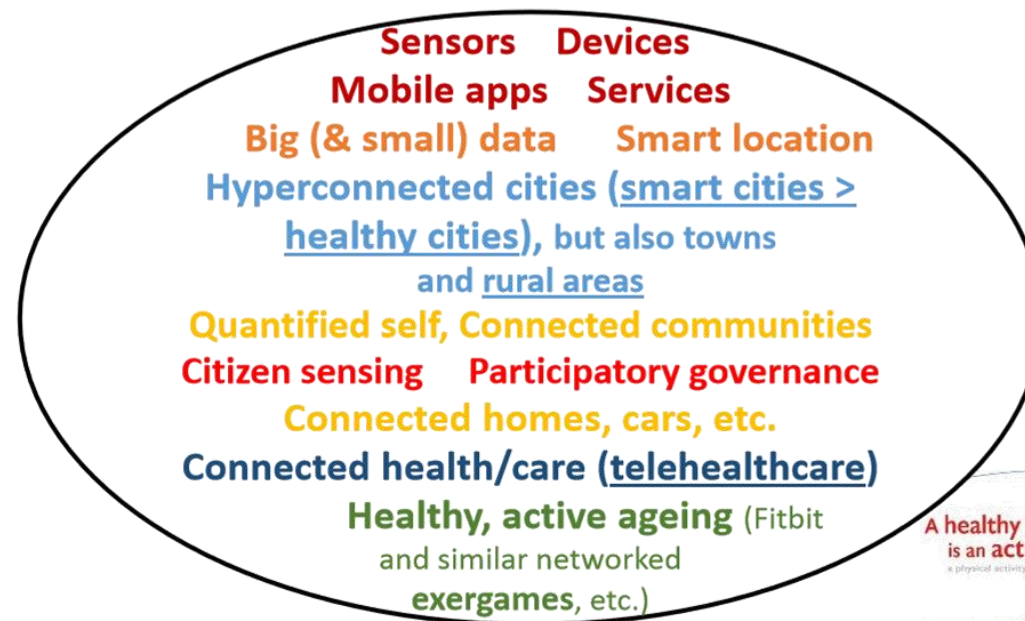 Sensors Devices
Mobile apps Services
Big (& small) data Smart location
Hyperconnected cities (smart cities >
healthy cities), but also towns
and rural areas
Quantified self, Connected communities
Citizen sensing Participatory governance
Connected homes, cars, etc.
Connected health/care (telehealthcare)
Healthy, active ageing (Fitbit
and similar networked
exergames, etc.)
A healthy
is an act
a physical activity